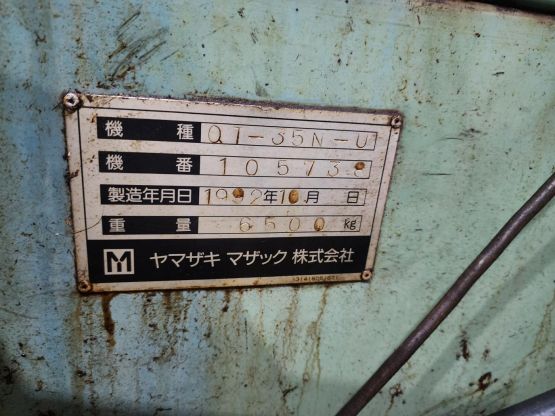 機種 QT-35N-U
機番 105738
製造年月日 1992年10月 日
重量 6500 kg
ヤマザキ マザック 株式会社